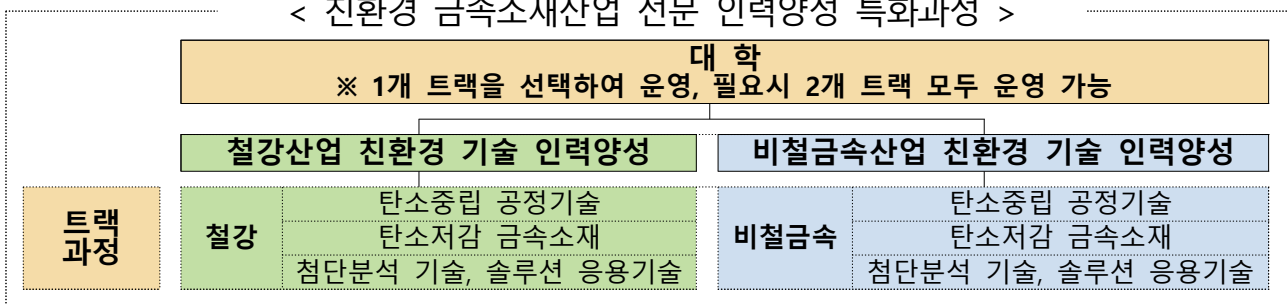 < 친환경 금속소재산업 전문 인력양성 특화과정 >
대 학
※ 1개 트랙을 선택하여 운영, 필요시 2개 트랙 모두 운영 가능
철강산업 친환경 기술 인력양성
비철금속산업 친환경 기술 인력양성
트랙
과정
철강
탄소중립 공정기술
탄소저감 금속소재
첨단분석 기술, 솔루션 응용기술
비철금속
탄소중립 공정기술
탄소저감 금속소재
첨단분석 기술, 솔루션 응용기술